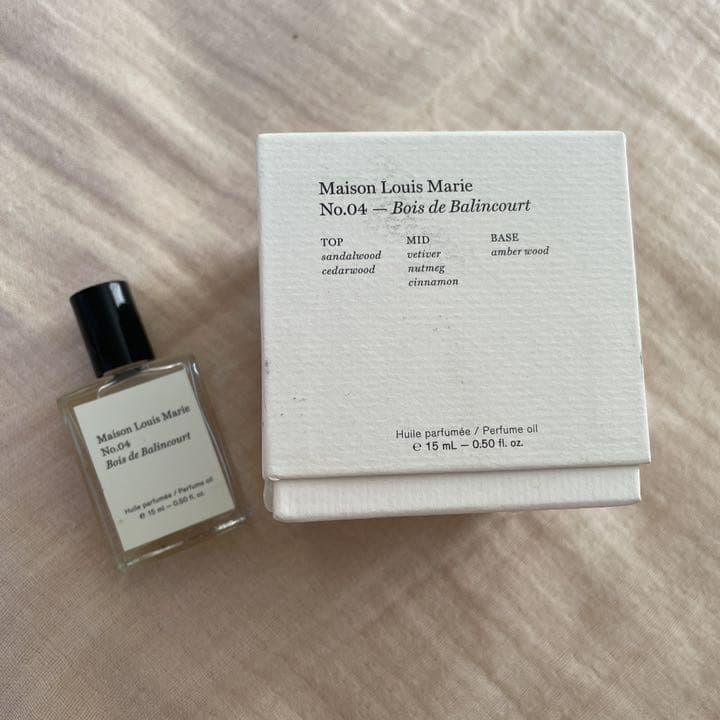 Maison Louis Marie
No.04 — Bois de Balincourt
TOP
sandalwood
cedarwood
MID
vetiver
nutmeg
cinnamon
BASE
amber wood
Huile parfumée / Perfume oil
℮ 15 mL — 0.50 fl. oz.
Maison Louis Marie
No.04
Bois de Balincourt
Huile parfumée / Perfume oil
℮ 15 ml — 0.50 fl. oz.